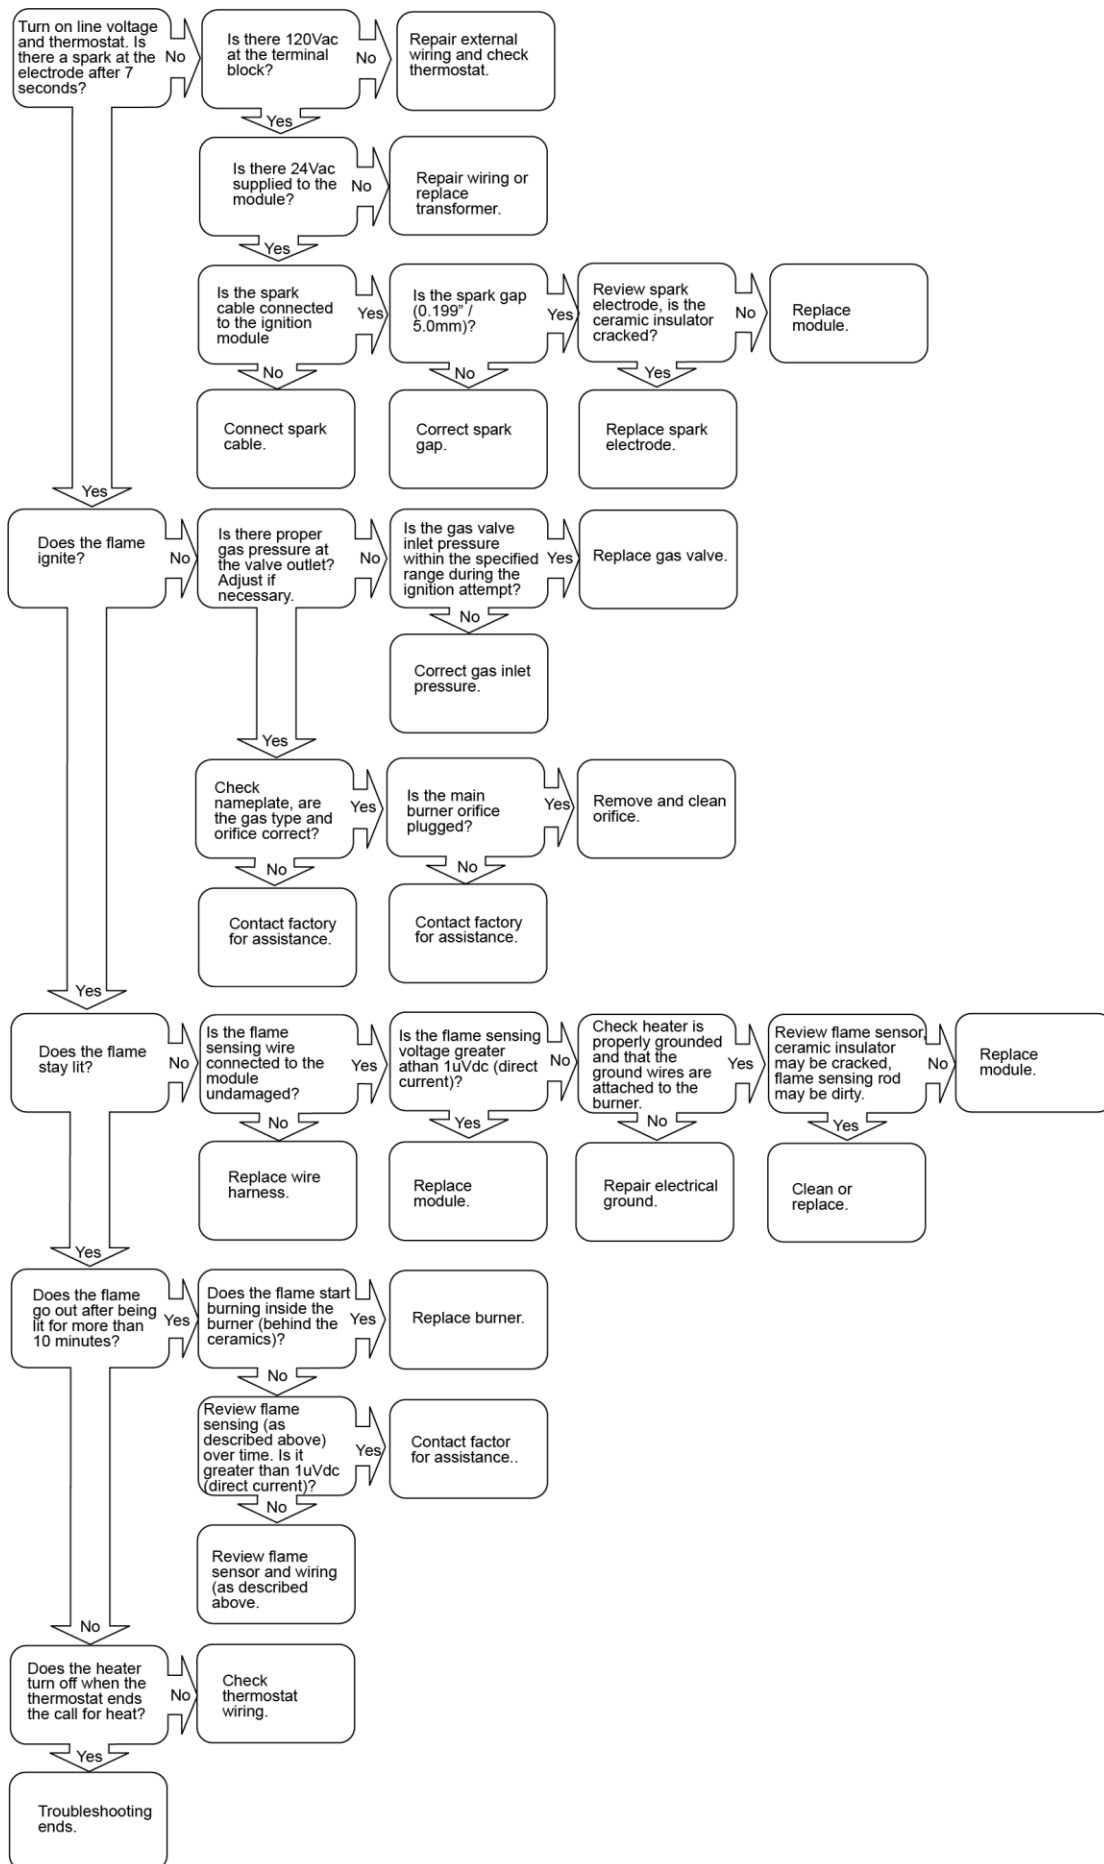 Turn on line voltage
and thermostat. Is
there a spark at the
electrode after 7
seconds?
No
Is there 120Vac
at the terminal
block?
No
Repair external
wiring and check
thermostat.
Yes
Is there 24Vac
supplied to the
module?
No
Repair wiring or
replace
transformer.
Yes
Is the spark
cable connected
to the ignition
module
Yes
Is the spark gap
(0.199” /
5.0mm)?
Yes
Review spark
electrode, is the
ceramic insulator
cracked?
No
Replace
module.
No
Connect spark
cable.
No
Correct spark
gap.
Yes
Replace spark
electrode.
Yes
Does the flame
ignite?
No
Is there proper
gas pressure at
the valve outlet?
Adjust if
necessary.
No
Is the gas valve
inlet pressure
within the specified
range during the
ignition attempt?
Yes
Replace gas valve.
No
Correct gas inlet
pressure.
Yes
Check
nameplate, are
the gas type and
orifice correct?
Yes
Is the main
burner orifice
plugged?
Yes
Remove and clean
orifice.
No
Contact factory
for assistance.
No
Contact factory
for assistance.
Yes
Does the flame
stay lit?
No
Is the flame
sensing wire
connected to the
module
undamaged?
Yes
Is the flame sensing
voltage greater
athan 1uVdc (direct
current)?
No
Check heater is
properly grounded
and that the
ground wires are
attached to the
burner.
Yes
Review flame sensor,
ceramic insulator
may be cracked,
flame sensing rod
may be dirty.
No
Replace
module.
No
Replace wire
harness.
Yes
Replace
module.
No
Repair electrical
ground.
Yes
Clean or
replace.
Yes
Does the flame
go out after being
lit for more than
10 minutes?
Yes
Does the flame start
burning inside the
burner (behind the
ceramics)?
Yes
Replace burner.
No
Review flame
sensing (as
described above)
over time. Is it
greater than 1uVdc
(direct current)?
Yes
Contact factor
for assistance..
No
Review flame
sensor and wiring
(as described
above.
No
Does the heater
turn off when the
thermostat ends
the call for heat?
No
Check
thermostat
wiring.
Yes
Troubleshooting
ends.